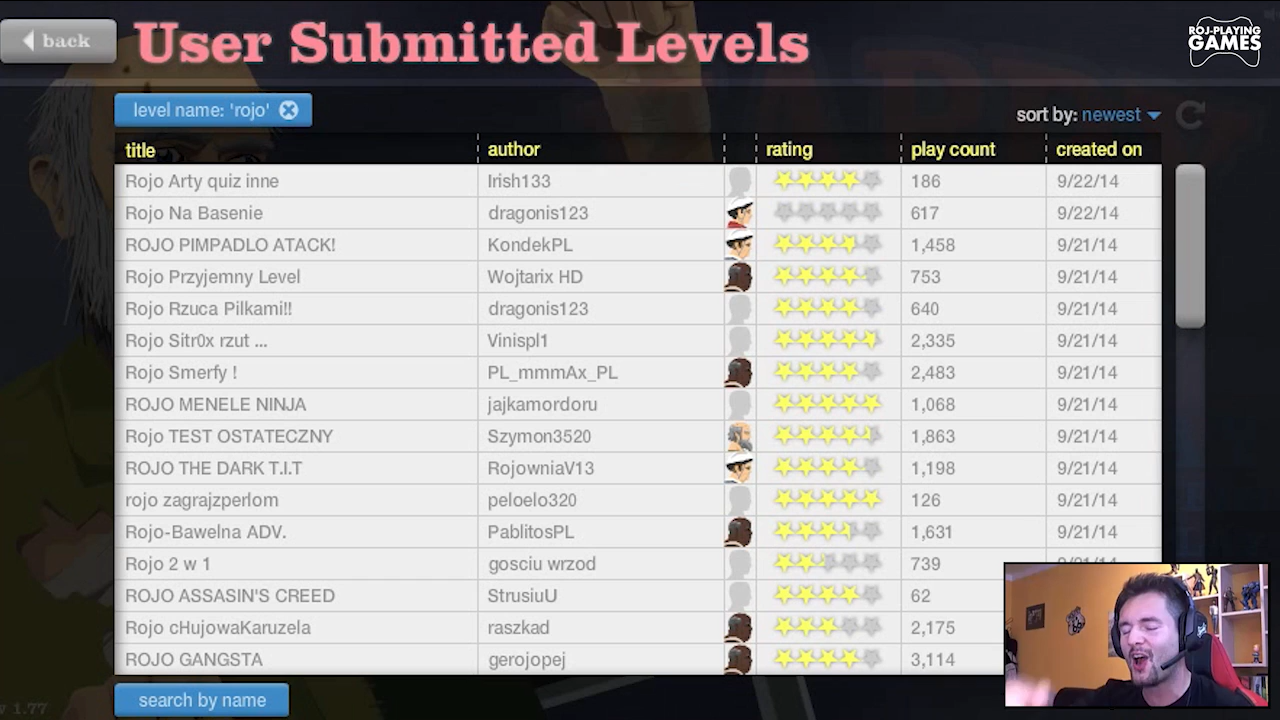 back
User Submitted Levels
ROJ-PLAYING
GAMES
level name: 'rojo'
sort by: newest
title author rating play count created on
Rojo Arty quiz inne Irish133 186 9/22/14
Rojo Na Basenie dragonis123 617 9/22/14
ROJO PIMPADLO ATACK! KondekPL 1,458 9/21/14
Rojo Przyjemny Level Wojtarix HD 753 9/21/14
Rojo Rzuca Pilkami!! dragonis123 640 9/21/14
Rojo Sitr0x rzut ... Vinispl1 2,335 9/21/14
Rojo Smerfy ! PL_mmmAx_PL 2,483 9/21/14
ROJO MENELE NINJA jajkamordoru 1,068 9/21/14
Rojo TEST OSTATECZNY Szymon3520 1,863 9/21/14
ROJO THE DARK T.I.T RojowniaV13 1,198 9/21/14
rojo zagrajzperlom peloelo320 126 9/21/14
Rojo-Bawelna ADV. PablitosPL 1,631 9/21/14
Rojo 2 w 1 gosciu wrzod 739
ROJO ASSASIN'S CREED StrusiuU 62
Rojo cHujowaKaruzela raszkad 2,175
ROJO GANGSTA gerojopej 3,114
search by name
v 1.77